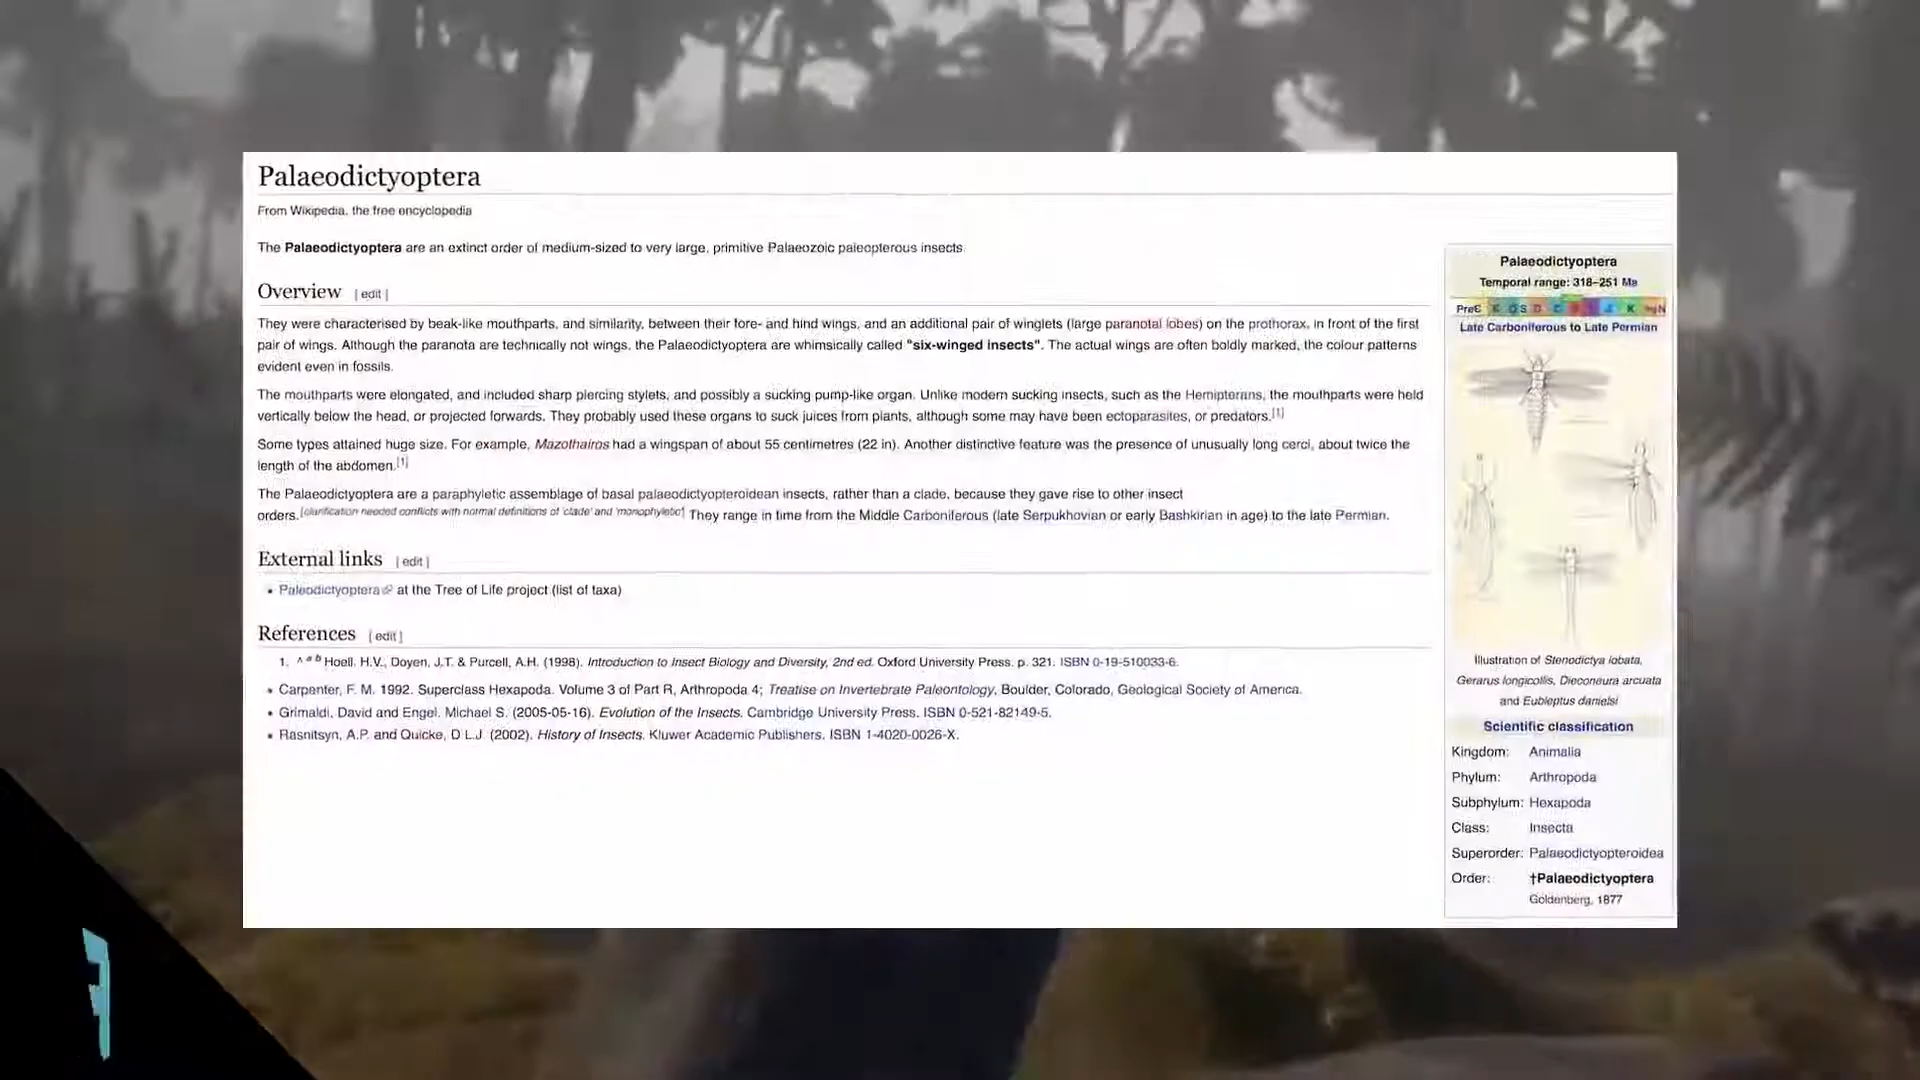 Palaeodictyoptera
From Wikipedia, the free encyclopedia
The Palaeodictyoptera are an extinct order of medium-sized to very large, primitive Palaeozoic paleopterous insects.
Overview [ edit ]
They were characterised by beak-like mouthparts, and similarity, between their fore- and hind wings, and an additional pair of winglets (large paranotal lobes) on the prothorax, in front of the first
pair of wings. Although the paranota are technically not wings, the Palaeodictyoptera are whimsically called "six-winged insects". The actual wings are often boldly marked, the colour patterns
evident even in fossils.
The mouthparts were elongated, and included sharp piercing stylets, and possibly a sucking pump-like organ. Unlike modern sucking insects, such as the Hemipterans, the mouthparts were held
vertically below the head, or projected forwards. They probably used these organs to suck juices from plants, although some may have been ectoparasites, or predators.[1]
Some types attained huge size. For example, Mazothairos had a wingspan of about 55 centimetres (22 in). Another distinctive feature was the presence of unusually long cerci, about twice the
length of the abdomen.[1]
The Palaeodictyoptera are a paraphyletic assemblage of basal palaeodictyopteroidean insects, rather than a clade, because they gave rise to other insect
orders.[clarification needed conflicts with normal definitions of 'clade' and 'monophyletic'] They range in time from the Middle Carboniferous (late Serpukhovian or early Bashkirian in age) to the late Permian.
External links [ edit ]
• Paleodictyoptera at the Tree of Life project (list of taxa)
References [ edit ]
1. ^ a b Hoell, H.V., Doyen, J.T. & Purcell, A.H. (1998). Introduction to Insect Biology and Diversity, 2nd ed. Oxford University Press. p. 321. ISBN 0-19-510033-6.
• Carpenter, F. M. 1992. Superclass Hexapoda. Volume 3 of Part R, Arthropoda 4; Treatise on Invertebrate Paleontology, Boulder, Colorado, Geological Society of America.
• Grimaldi, David and Engel, Michael S. (2005-05-16). Evolution of the Insects. Cambridge University Press. ISBN 0-521-82149-5.
• Rasnitsyn, A.P. and Quicke, D.L.J. (2002). History of Insects. Kluwer Academic Publishers. ISBN 1-4020-0026-X.
Palaeodictyoptera
Temporal range: 318–251 Ma
PreЄ Є O S D C P T J K PgN
Late Carboniferous to Late Permian
Illustration of Stenodictya lobata,
Gerarus longicollis, Dieconeura arcuata
and Eubleptus danielsi
Scientific classification
Kingdom: Animalia
Phylum: Arthropoda
Subphylum: Hexapoda
Class: Insecta
Superorder: Palaeodictyopteroidea
Order: †Palaeodictyoptera
Goldenberg, 1877